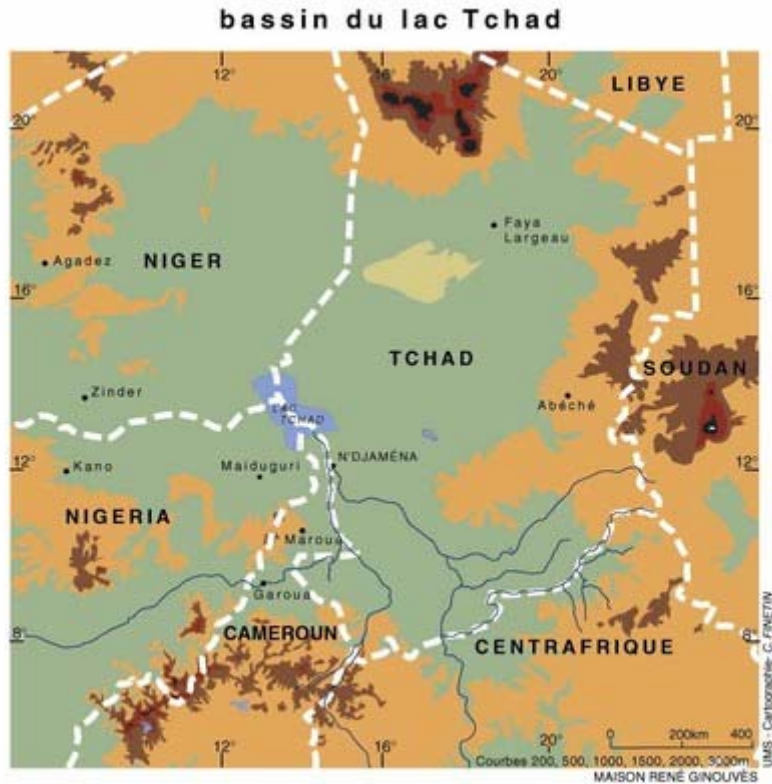 bassin du lac Tchad
12°
16°
20°
LIBYE
20°
20°
Faya
Largeau
Agadez
NIGER
16°
16°
TCHAD
SOUDAN
Zinder
Abéché
LAC
TCHAD
12°
Kano
Maiduguri
N'DJAMÉNA
12°
NIGERIA
Maroua
Garoua
8°
CAMEROUN
CENTRAFRIQUE
8°
12°
16°
20°
0 200km 400
Courbes 200, 500, 1000, 1500, 2000, 3000m
MAISON RENÉ GINOUVÈS
UMS - Cartographie- C. FINETIN